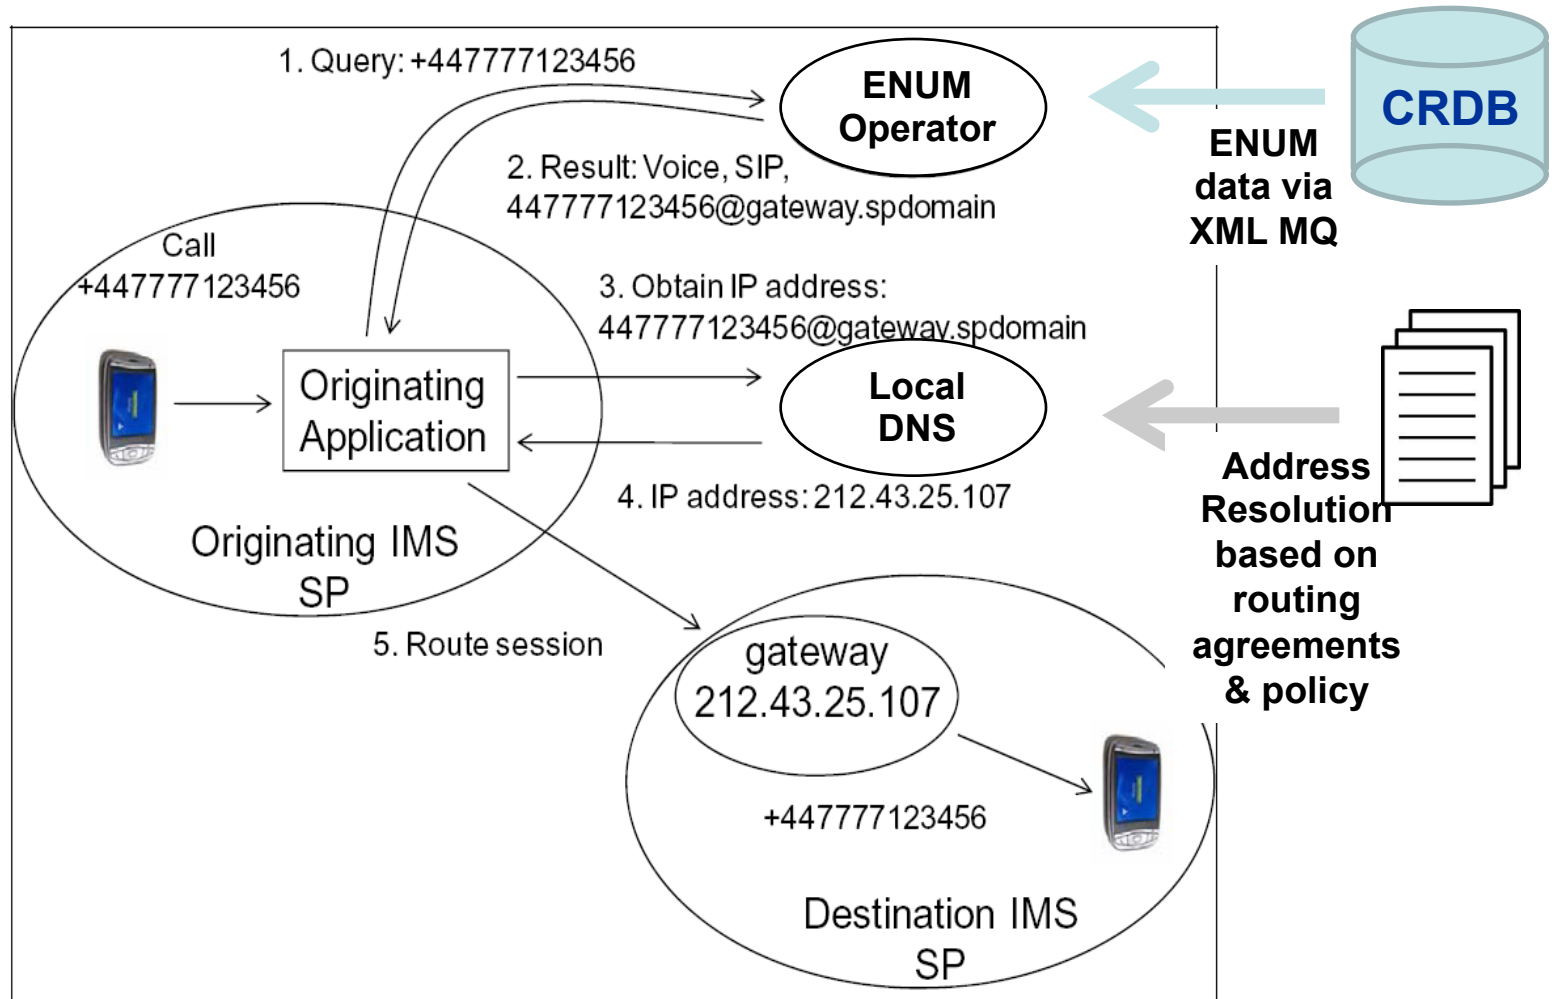 1. Query: +447777123456
ENUM
Operator
CRDB
ENUM
data via
XML MQ
2. Result: Voice, SIP,
447777123456@gateway.spdomain
Call
+447777123456
3. Obtain IP address:
447777123456@gateway.spdomain
Originating
Application
Local
DNS
4. IP address: 212.43.25.107
Address
Resolution
based on
routing
agreements
& policy
Originating IMS
SP
5. Route session
gateway
212.43.25.107
+447777123456
Destination IMS
SP